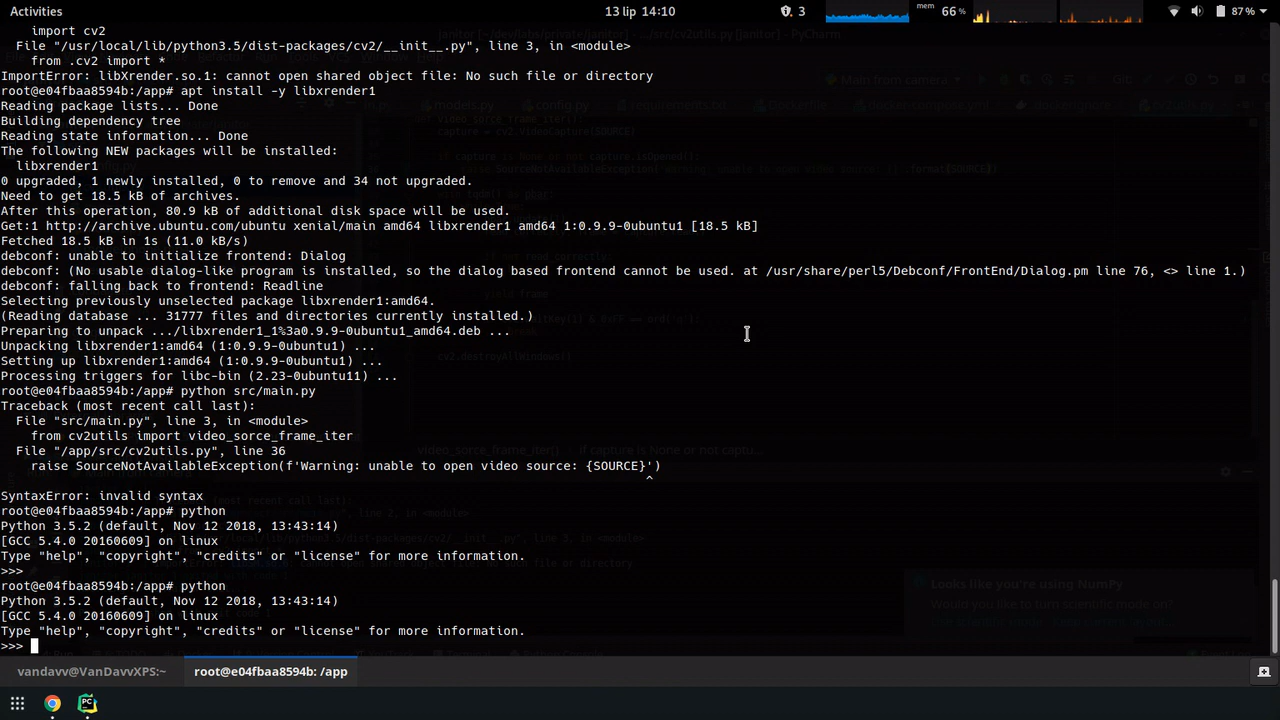 Activities
13 lip 14:10
3
mem
66 %
87 %
import cv2
File "/usr/local/lib/python3.5/dist-packages/cv2/__init__.py", line 3, in <module>
from .cv2 import *
ImportError: libXrender.so.1: cannot open shared object file: No such file or directory
root@e04fbaa8594b:/app# apt install -y libxrender1
Reading package lists... Done
Building dependency tree
Reading state information... Done
The following NEW packages will be installed:
libxrender1
0 upgraded, 1 newly installed, 0 to remove and 34 not upgraded.
Need to get 18.5 kB of archives.
After this operation, 80.9 kB of additional disk space will be used.
Get:1 http://archive.ubuntu.com/ubuntu xenial/main amd64 libxrender1 amd64 1:0.9.9-0ubuntu1 [18.5 kB]
Fetched 18.5 kB in 1s (11.0 kB/s)
debconf: unable to initialize frontend: Dialog
debconf: (No usable dialog-like program is installed, so the dialog based frontend cannot be used. at /usr/share/perl5/Debconf/FrontEnd/Dialog.pm line 76, <> line 1.)
debconf: falling back to frontend: Readline
Selecting previously unselected package libxrender1:amd64.
(Reading database ... 31777 files and directories currently installed.)
Preparing to unpack .../libxrender1_1%3a0.9.9-0ubuntu1_amd64.deb ...
Unpacking libxrender1:amd64 (1:0.9.9-0ubuntu1) ...
Setting up libxrender1:amd64 (1:0.9.9-0ubuntu1) ...
Processing triggers for libc-bin (2.23-0ubuntu11) ...
root@e04fbaa8594b:/app# python src/main.py
Traceback (most recent call last):
File "src/main.py", line 3, in <module>
from cv2utils import video_sorce_frame_iter
File "/app/src/cv2utils.py", line 36
raise SourceNotAvailableException(f'Warning: unable to open video source: {SOURCE}')
^
SyntaxError: invalid syntax
root@e04fbaa8594b:/app# python
Python 3.5.2 (default, Nov 12 2018, 13:43:14)
[GCC 5.4.0 20160609] on linux
Type "help", "copyright", "credits" or "license" for more information.
>>>
root@e04fbaa8594b:/app# python
Python 3.5.2 (default, Nov 12 2018, 13:43:14)
[GCC 5.4.0 20160609] on linux
Type "help", "copyright", "credits" or "license" for more information.
>>>
Looks like you're using NumPy
Would you like to turn scientific mode on?
vandavv@VanDavvXPS:~
root@e04fbaa8594b: /app
PC